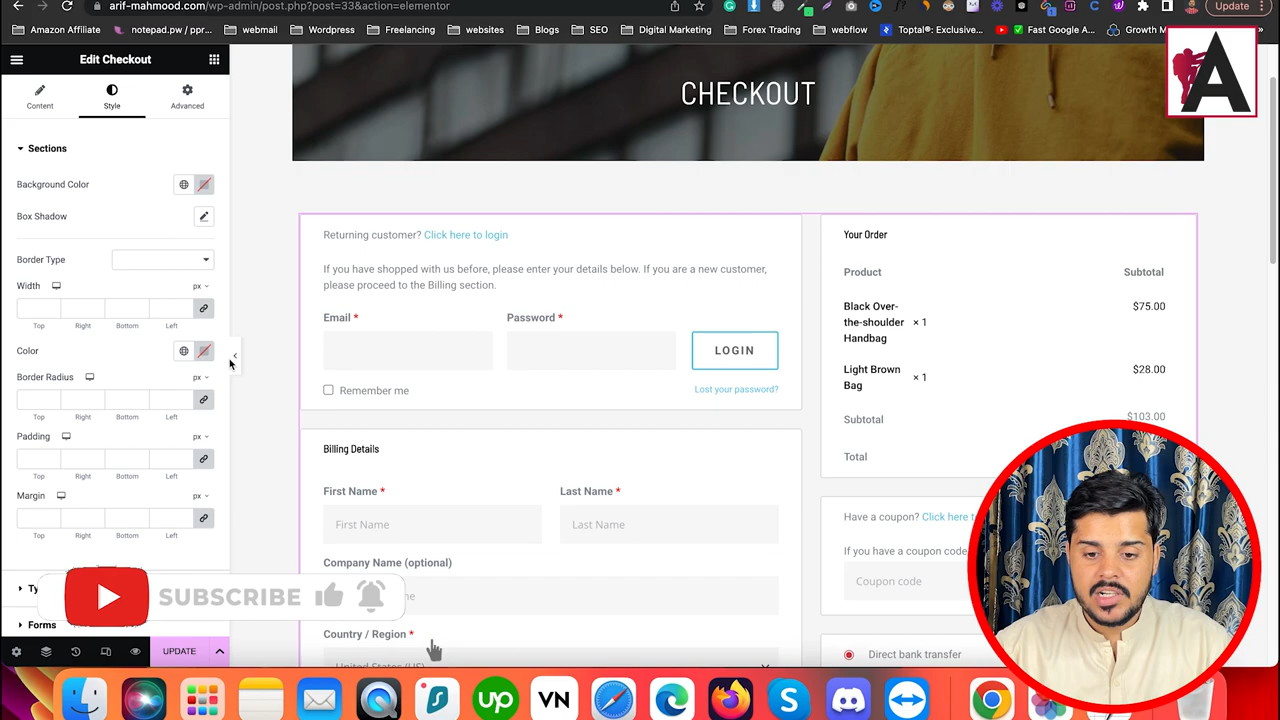 arif-mahmood.com/wp-admin/post.php?post=33&action=elementor
Update
Amazon Affiliate
notepad.pw / ppr...
webmail
Wordpress
Freelancing
websites
Blogs
SEO
Digital Marketing
Forex Trading
webflow
Toptal®: Exclusive...
Fast Google A...
Growth M
A
Edit Checkout
Content
Style
Advanced
Sections
Background Color
Box Shadow
Border Type
Width
px
Top Right Bottom Left
Color
Border Radius
px
Top Right Bottom Left
Padding
px
Top Right Bottom Left
Margin
px
Top Right Bottom Left
Forms
UPDATE
SUBSCRIBE
CHECKOUT
Returning customer? Click here to login
If you have shopped with us before, please enter your details below. If you are a new customer,
please proceed to the Billing section.
Email *
Password *
LOGIN
Remember me
Lost your password?
Billing Details
First Name *
Last Name *
First Name
Last Name
Company Name (optional)
Country / Region *
United States (US)
Your Order
Product Subtotal
Black Over-
the-shoulder × 1
Handbag
$75.00
Light Brown
Bag
× 1
$28.00
Subtotal
$103.00
Total
Have a coupon? Click here t
If you have a coupon code
Coupon code
Direct bank transfer
up
VN
S